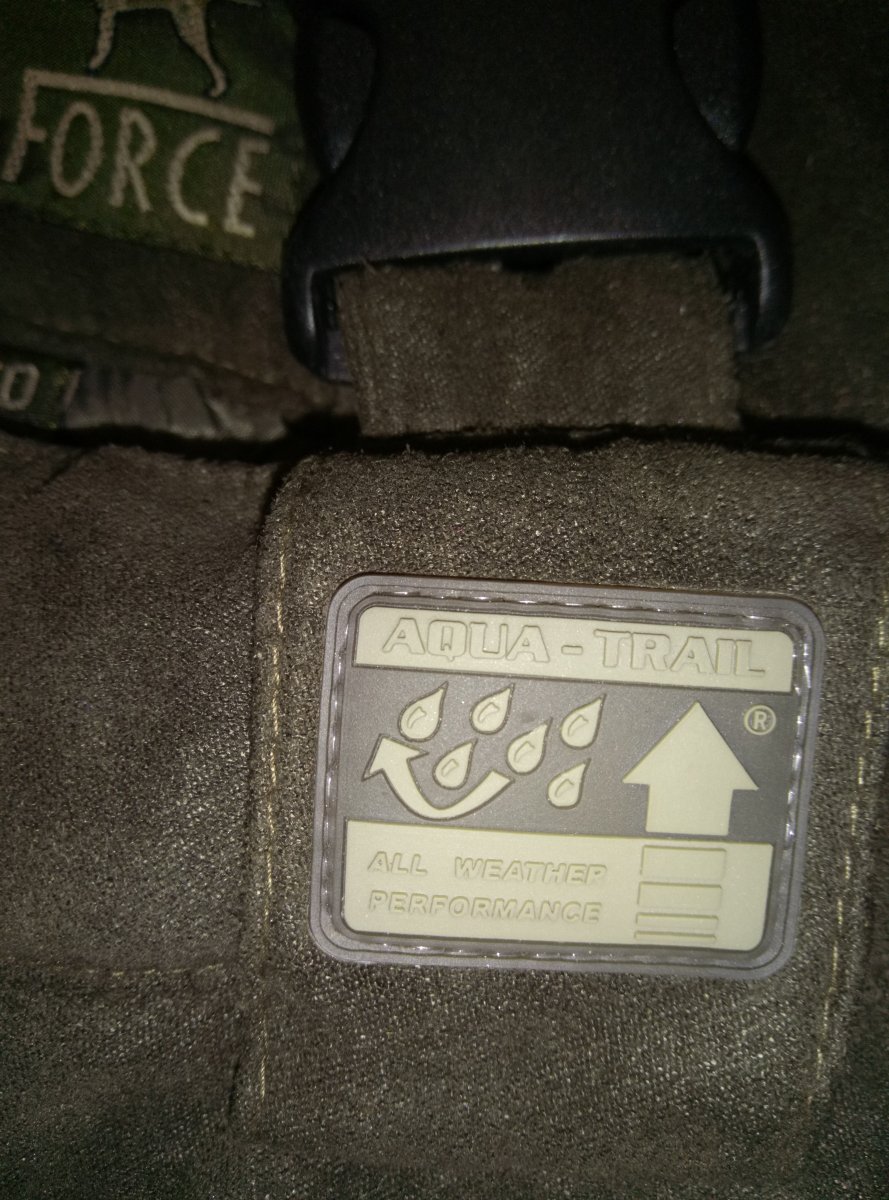 FORCE
AQUA - TRAIL
®
ALL WEATHER
PERFORMANCE